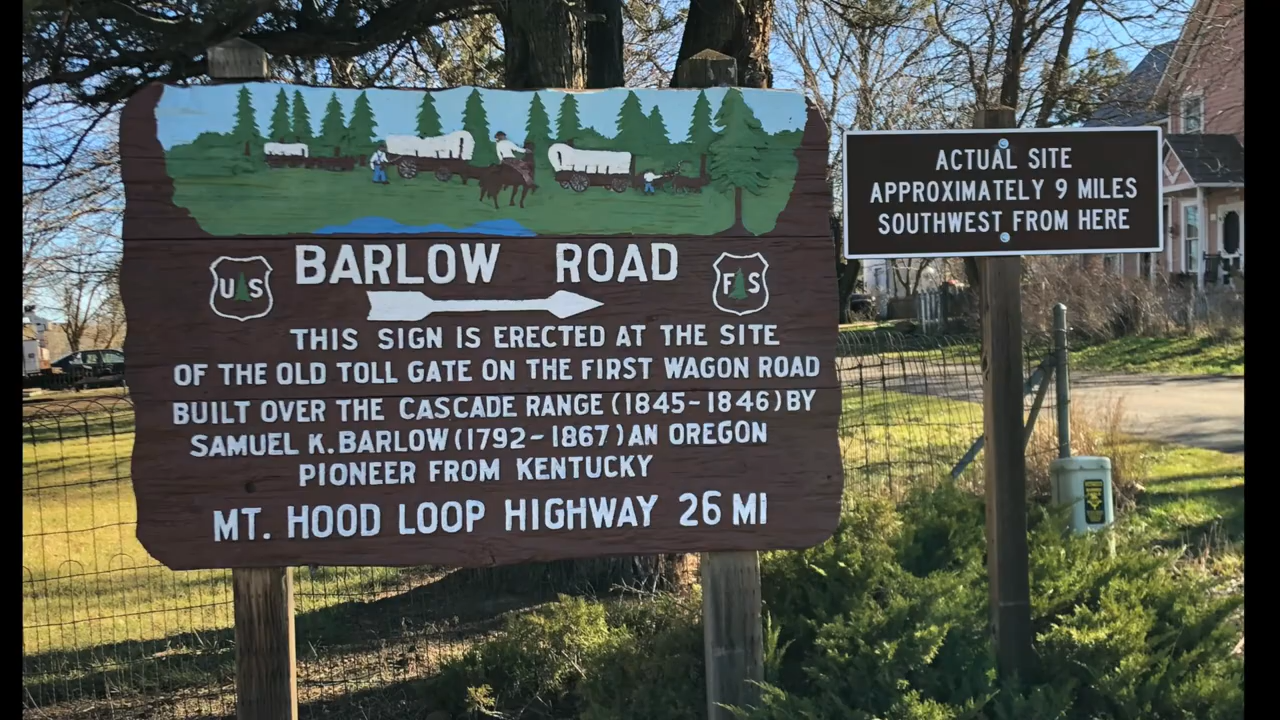 BARLOW ROAD
US
FS
THIS SIGN IS ERECTED AT THE SITE
OF THE OLD TOLL GATE ON THE FIRST WAGON ROAD
BUILT OVER THE CASCADE RANGE (1845-1846) BY
SAMUEL K. BARLOW (1792-1867) AN OREGON
PIONEER FROM KENTUCKY
MT. HOOD LOOP HIGHWAY 26 MI
ACTUAL SITE
APPROXIMATELY 9 MILES
SOUTHWEST FROM HERE